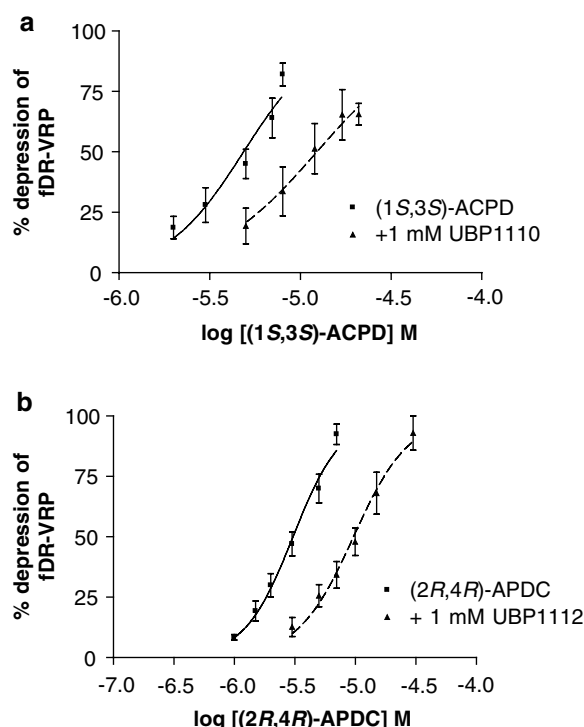 a
% depression of
fDR-VRP
100
75
50
25
0
-6.0 -5.5 -5.0 -4.5 -4.0
(1S,3S)-ACPD
+1 mM UBP1110
log [(1S,3S)-ACPD] M
b
% depression of
fDR-VRP
100
75
50
25
0
-7.0 -6.5 -6.0 -5.5 -5.0 -4.5 -4.0
(2R,4R)-APDC
+ 1 mM UBP1112
log [(2R,4R)-APDC] M